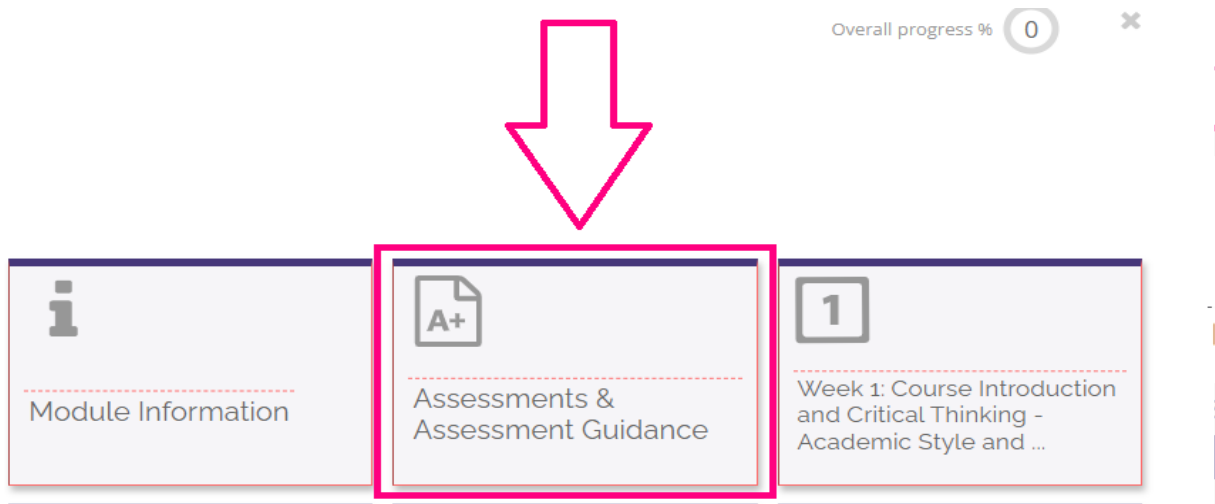 Overall progress % 0
i
A+
1
Module Information
Assessments &
Assessment Guidance
Week 1: Course Introduction
and Critical Thinking -
Academic Style and ...